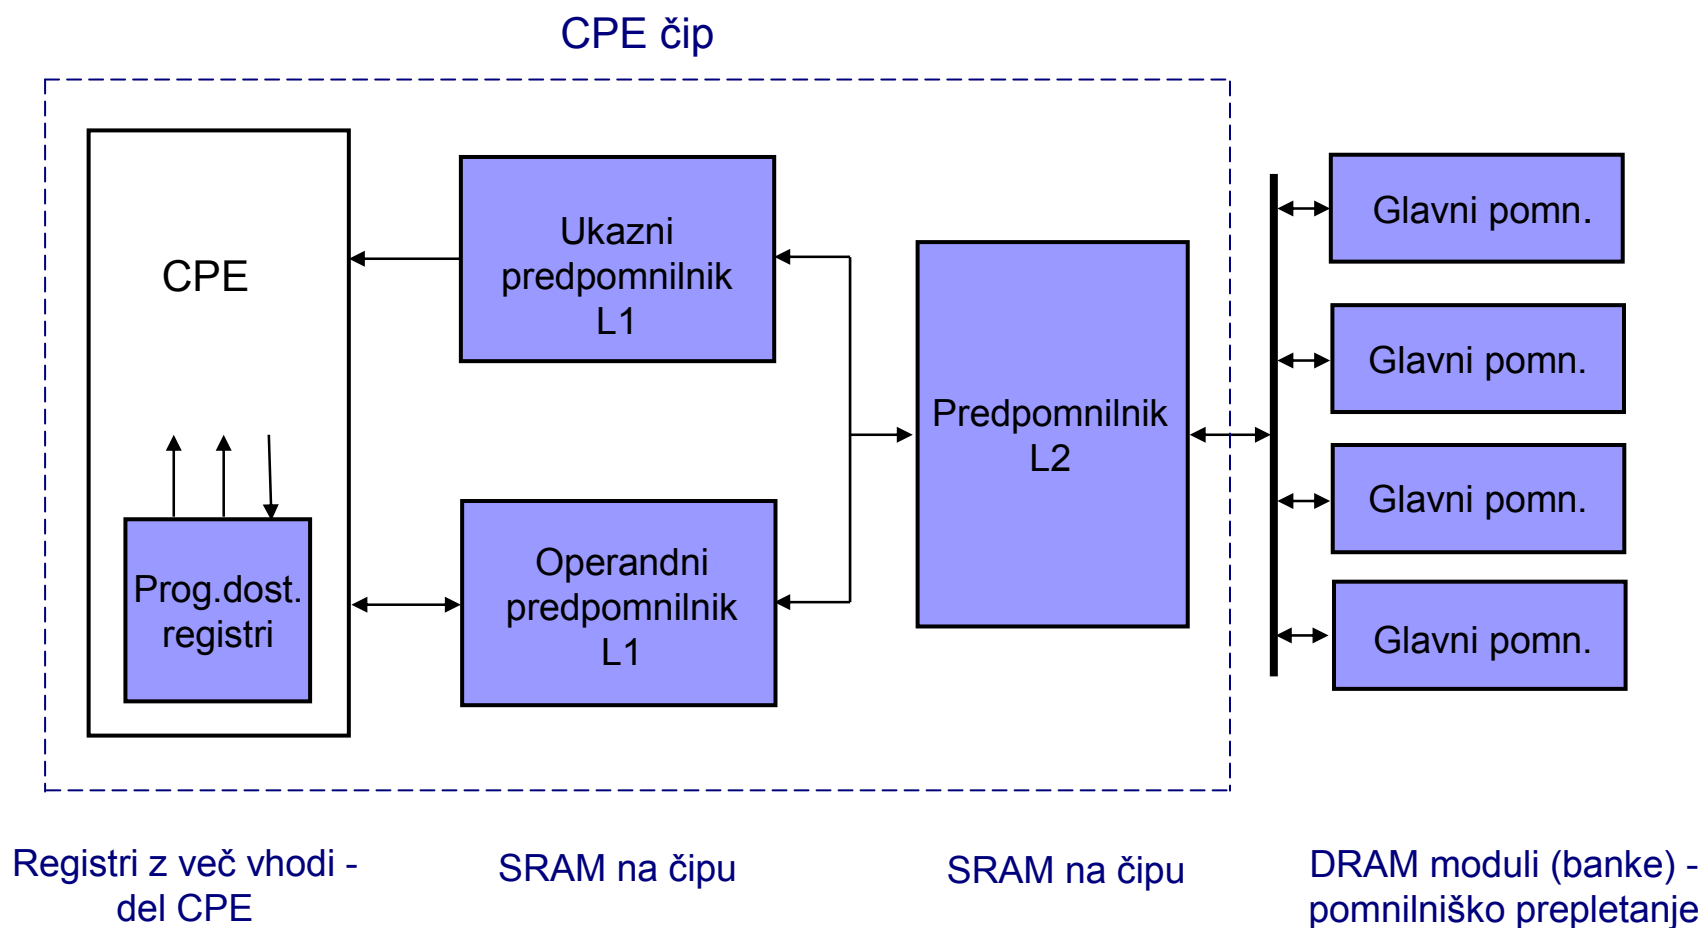 CPE čip
CPE
Prog.dost.
registri
Ukazni
predpomnilnik
L1
Operandni
predpomnilnik
L1
Predpomnilnik
L2
Glavni pomn.
Glavni pomn.
Glavni pomn.
Glavni pomn.
Registri z več vhodi -
del CPE
SRAM na čipu
SRAM na čipu
DRAM moduli (banke) -
pomnilniško prepletanje